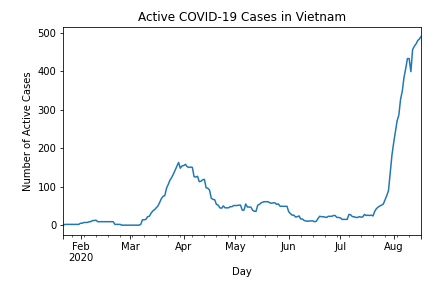 Active COVID-19 Cases in Vietnam
Number of Active Cases
500
400
300
200
100
0
Feb
2020
Mar
Apr
May
Jun
Jul
Aug
Day